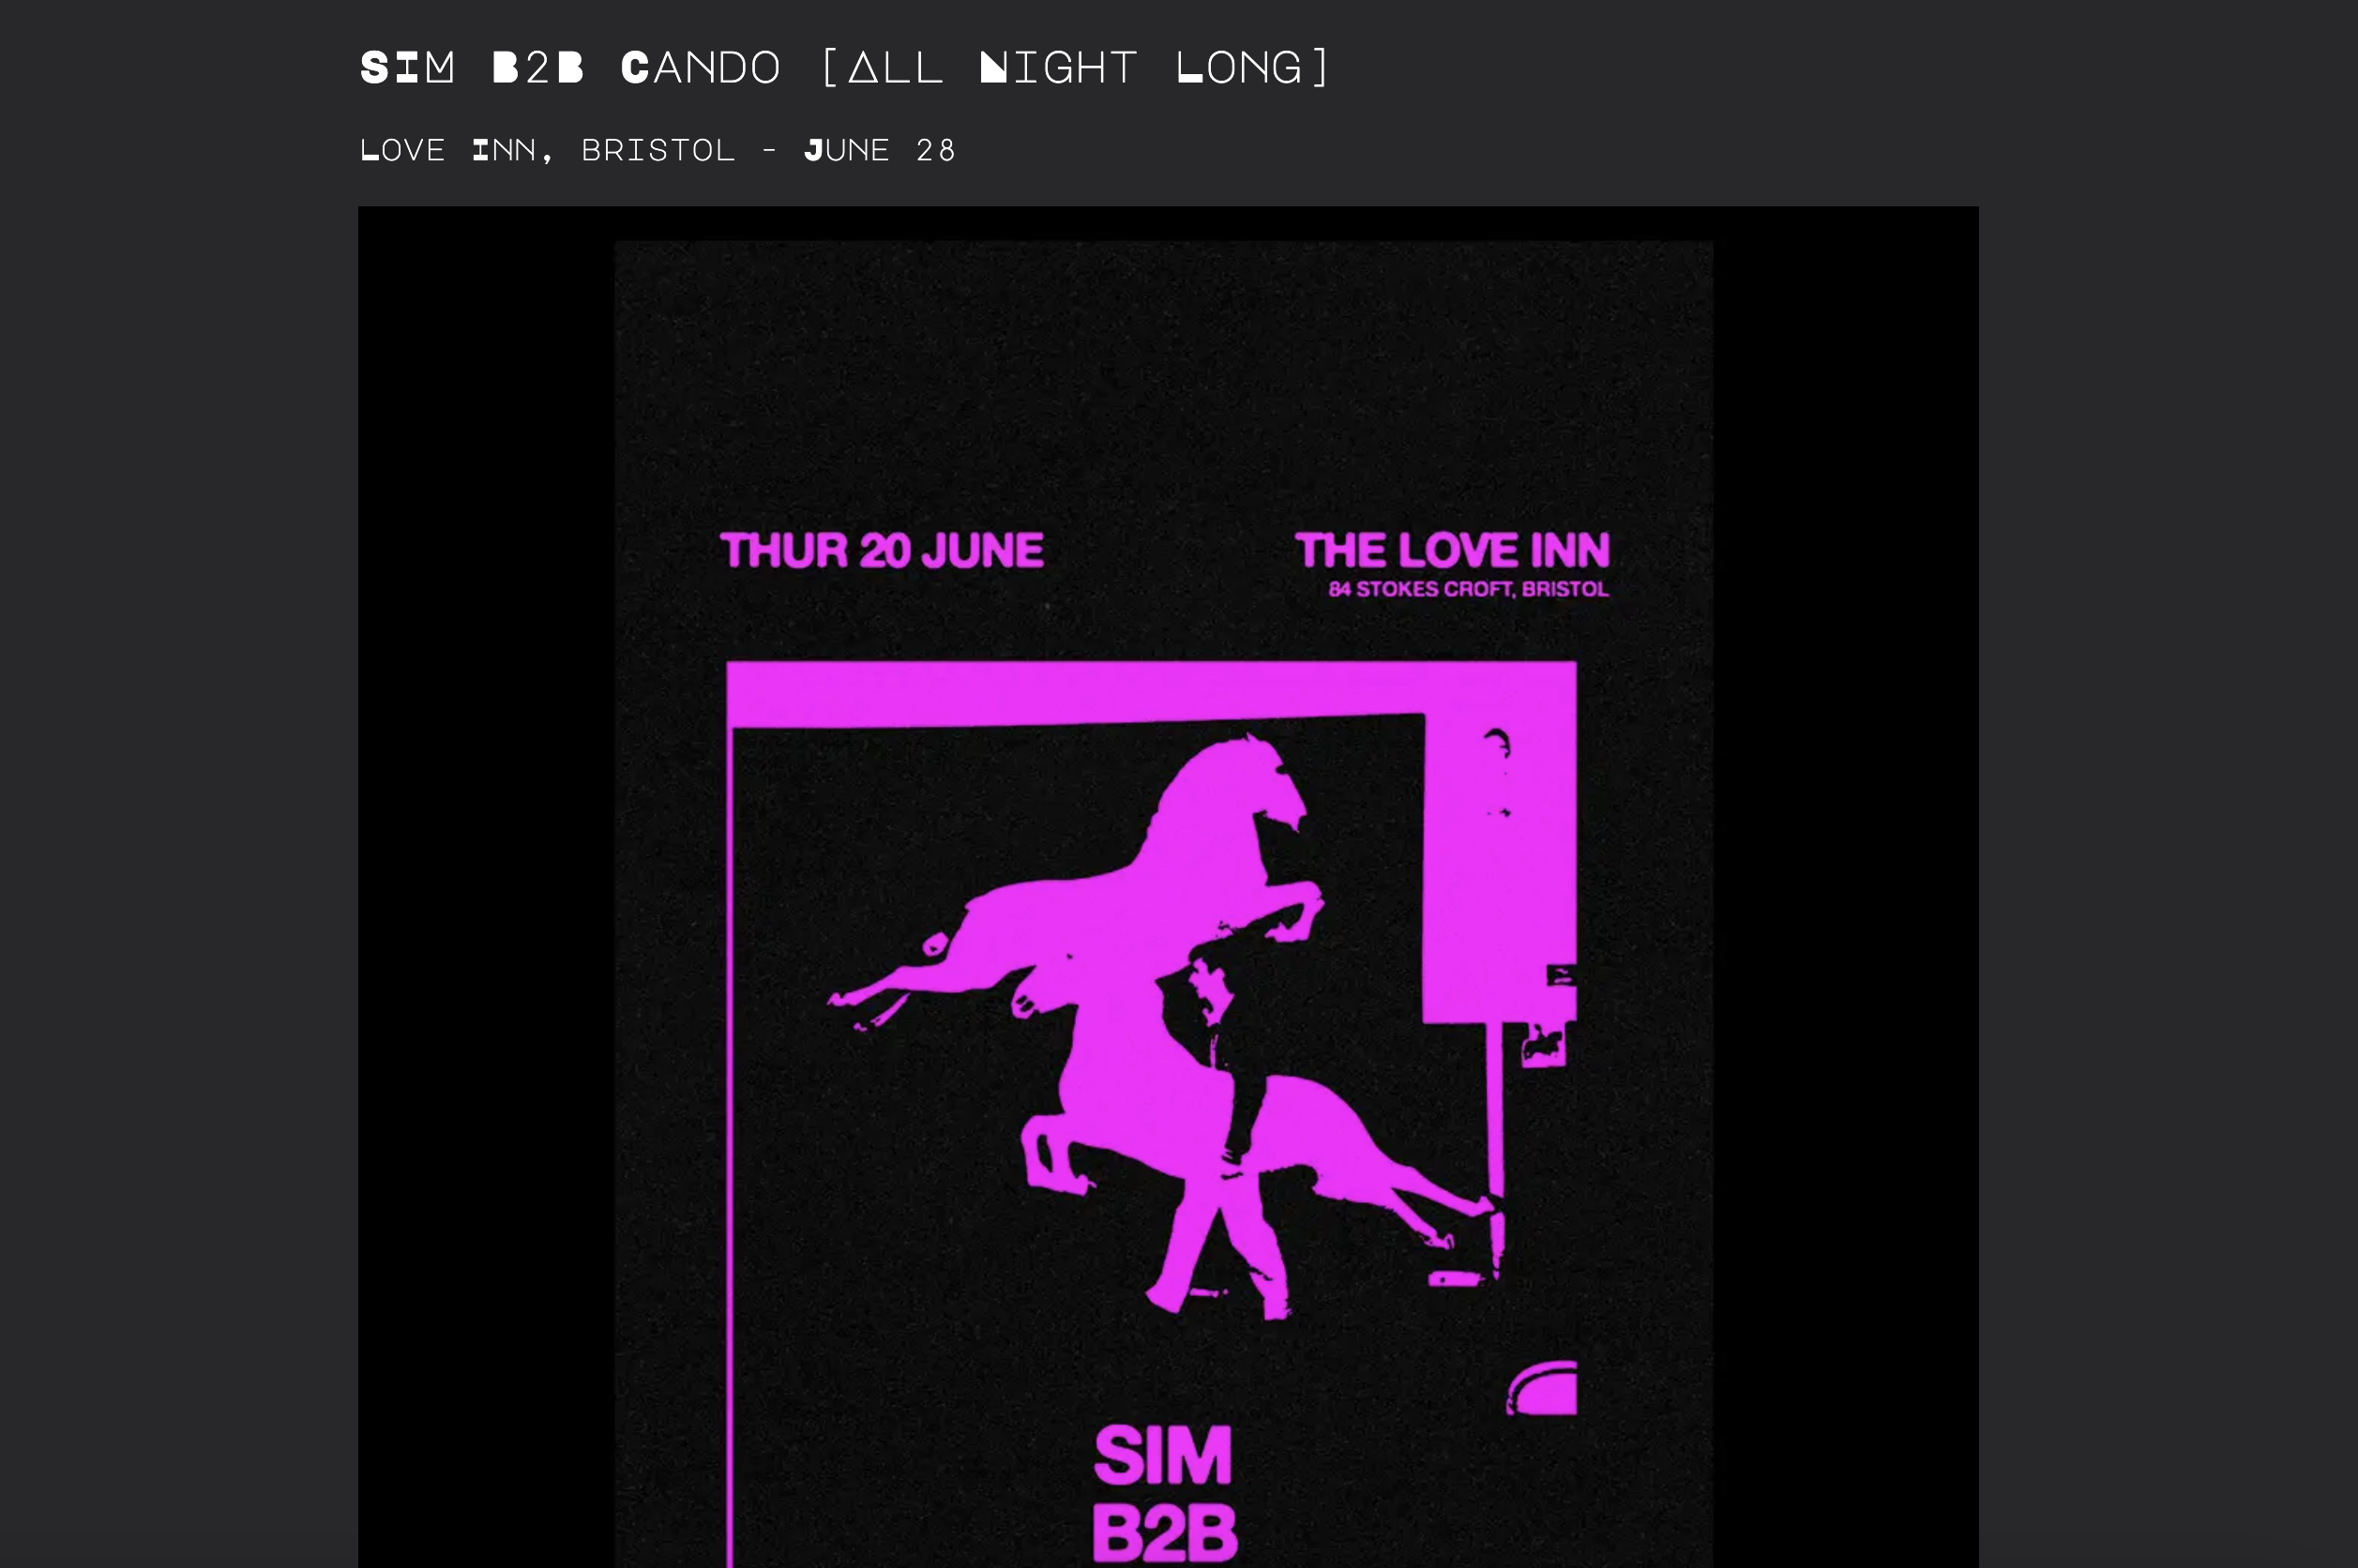 SIM B2B CANDO [ALL NIGHT LONG]
LOVE INN, BRISTOL - JUNE 28
THUR 20 JUNE
THE LOVE INN
84 STOKES CROFT, BRISTOL
SIM
B2B